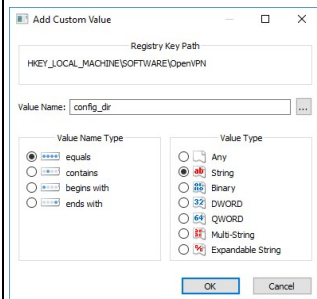 Add Custom Value
Registry Key Path
HKEY_LOCAL_MACHINE\SOFTWARE\OpenVPN
Value Name: config_dir ...
Value Name Type
equals
contains
begins with
ends with
Value Type
Any
String
Binary
DWORD
QWORD
Multi-String
Expandable String
OK Cancel